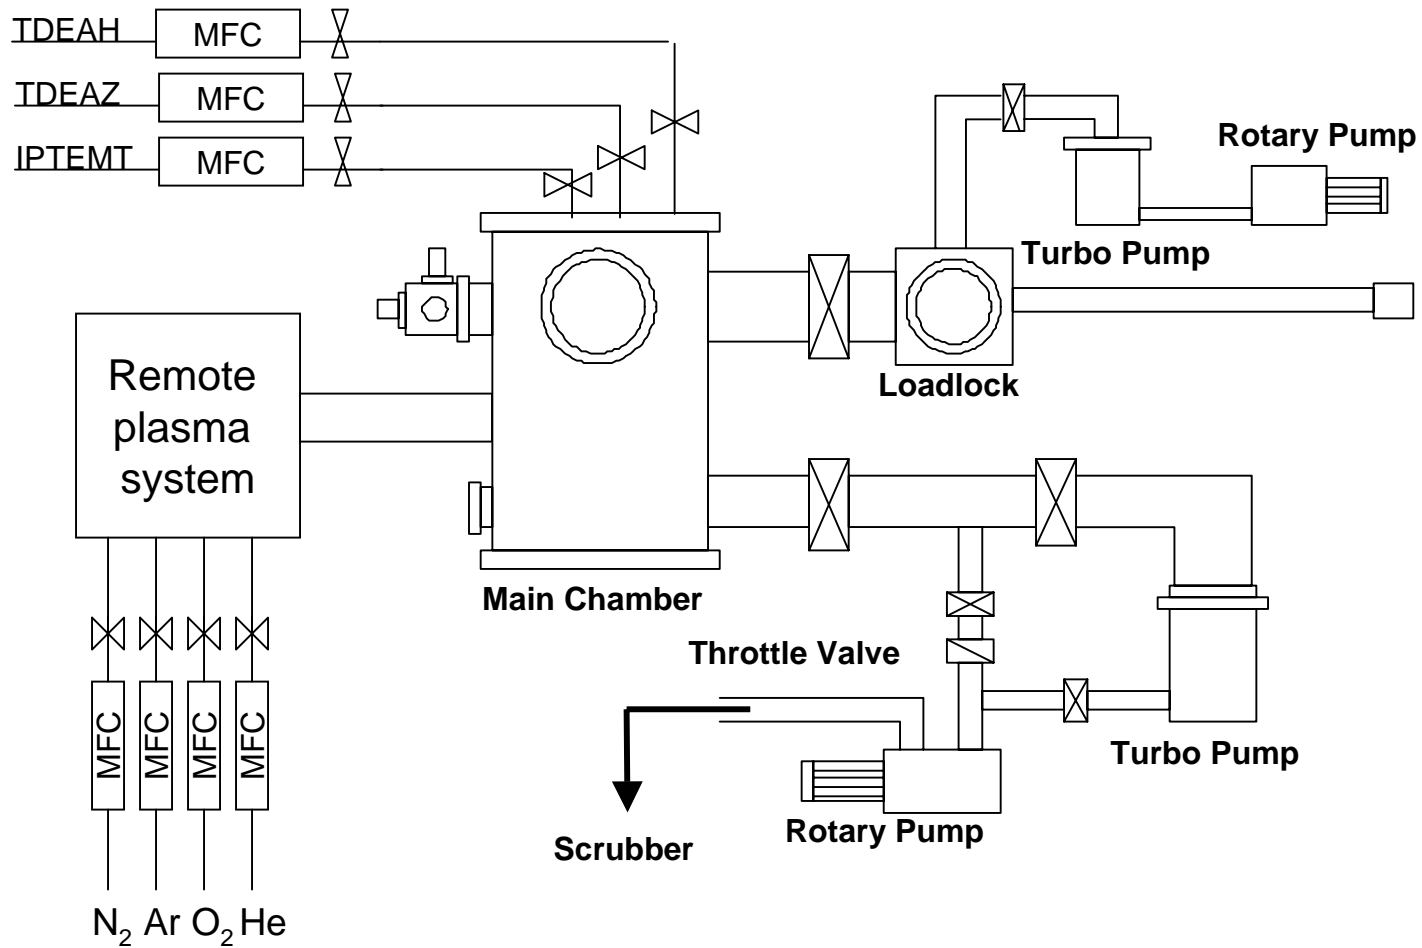 TDEAH
MFC
TDEAZ
MFC
IPTEMT
MFC
Rotary Pump
Turbo Pump
Loadlock
Remote
plasma
system
Main Chamber
Throttle Valve
Turbo Pump
Rotary Pump
Scrubber
MFC
MFC
MFC
MFC
N2 Ar O2 He